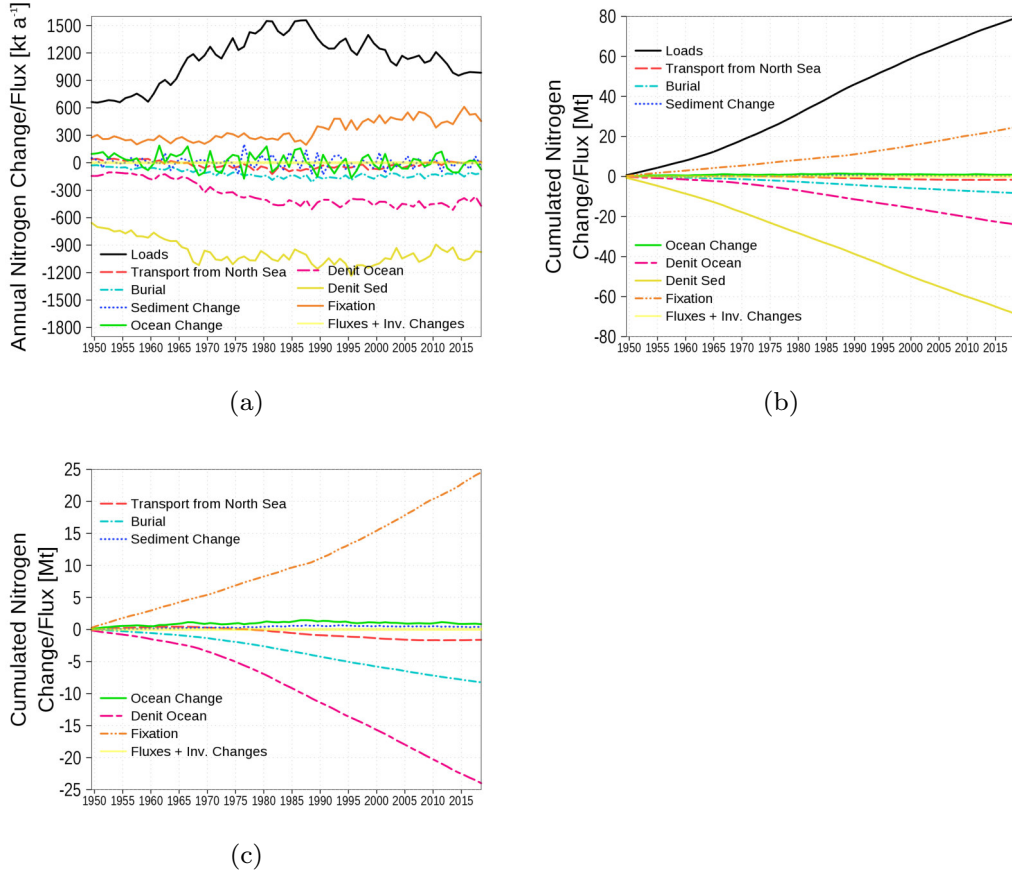 Annual Nitrogen Change/Flux [kt a⁻¹]
1500
1200
900
600
300
0
-300
-600
-900
-1200
-1500
-1800
Loads
Transport from North Sea
Burial
Sediment Change
Ocean Change
Denit Ocean
Denit Sed
Fixation
Fluxes + Inv. Changes
1950 1955 1960 1965 1970 1975 1980 1985 1990 1995 2000 2005 2010 2015
(a)
Cumulated Nitrogen
Change/Flux [Mt]
80
60
40
20
0
-20
-40
-60
-80
Loads
Transport from North Sea
Burial
Sediment Change
Ocean Change
Denit Ocean
Denit Sed
Fixation
Fluxes + Inv. Changes
1950 1955 1960 1965 1970 1975 1980 1985 1990 1995 2000 2005 2010 2015
(b)
Cumulated Nitrogen
Change/Flux [Mt]
25
20
15
10
5
0
-5
-10
-15
-20
-25
Transport from North Sea
Burial
Sediment Change
Ocean Change
Denit Ocean
Fixation
Fluxes + Inv. Changes
1950 1955 1960 1965 1970 1975 1980 1985 1990 1995 2000 2005 2010 2015
(c)